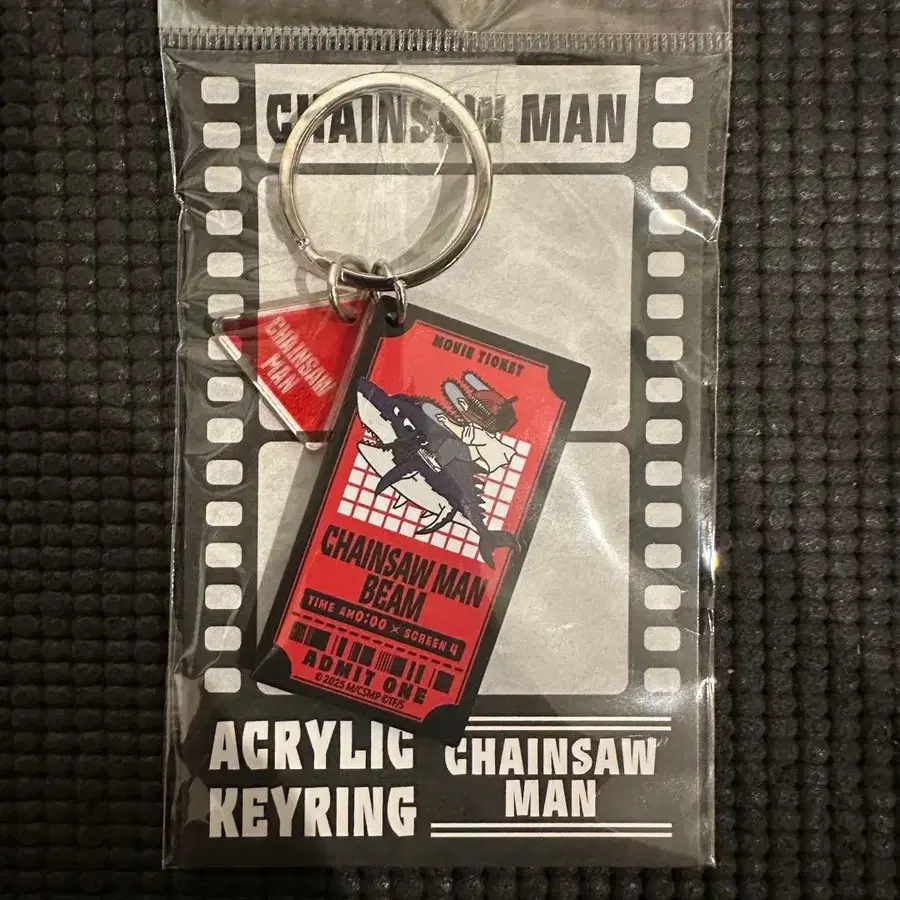 CHAINSAW MAN
CHAINSAW
MAN
MOVIE TICKET
CHAINSAW MAN
BEAM
TIME AM0:00 × SCREEN 4
ADMIT ONE
©2025 M/CSMP ©TF/S
ACRYLIC
KEYRING
CHAINSAW
MAN